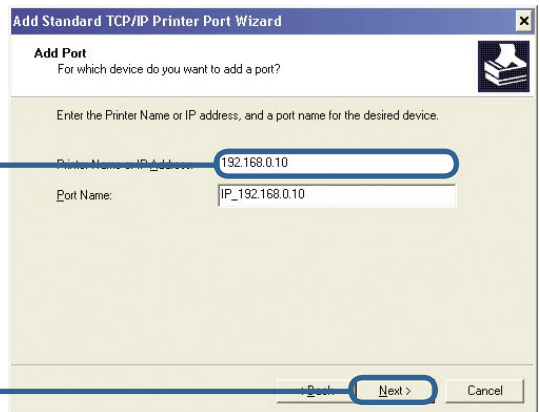 Add Standard TCP/IP Printer Port Wizard
Add Port
For which device do you want to add a port?
Enter the Printer Name or IP address, and a port name for the desired device.
Printer Name or IP Address: 192.168.0.10
Port Name: IP_192.168.0.10
< Back Next > Cancel